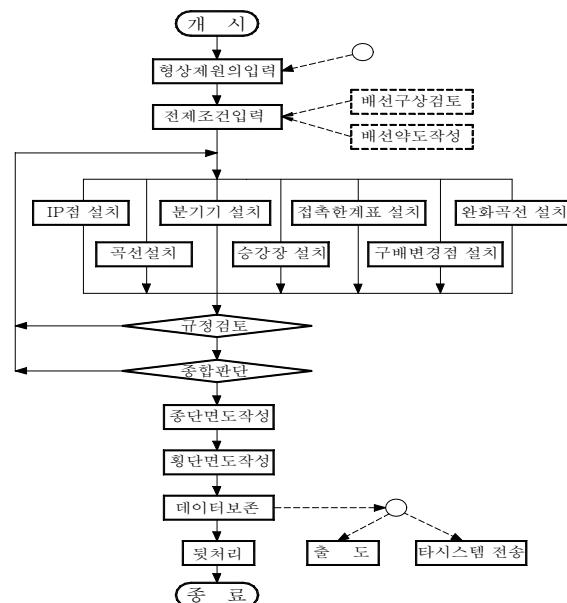 개 시
형상제원의입력
배선구상검토
전제조건입력
배선약도작성
IP점 설치
분기기 설치
접촉한계표 설치
완화곡선 설치
곡선설치
승강장 설치
구배변경점 설치
규정검토
종합판단
종단면도작성
횡단면도작성
데이터보존
뒷처리
출 도
타시스템 전송
종 료